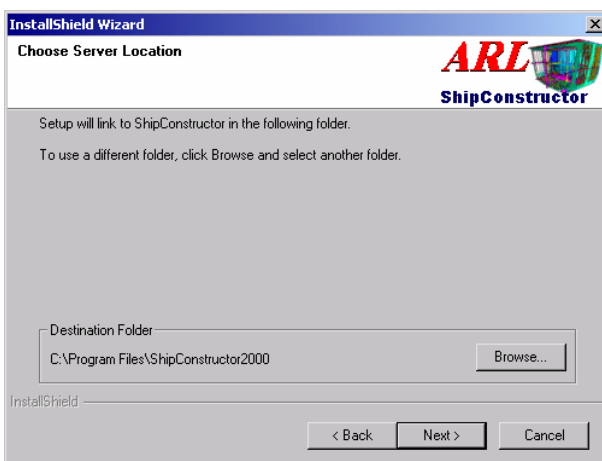 InstallShield Wizard
Choose Server Location
ARL
ShipConstructor
Setup will link to ShipConstructor in the following folder.
To use a different folder, click Browse and select another folder.
Destination Folder
C:\Program Files\ShipConstructor2000
Browse...
InstallShield
< Back
Next >
Cancel